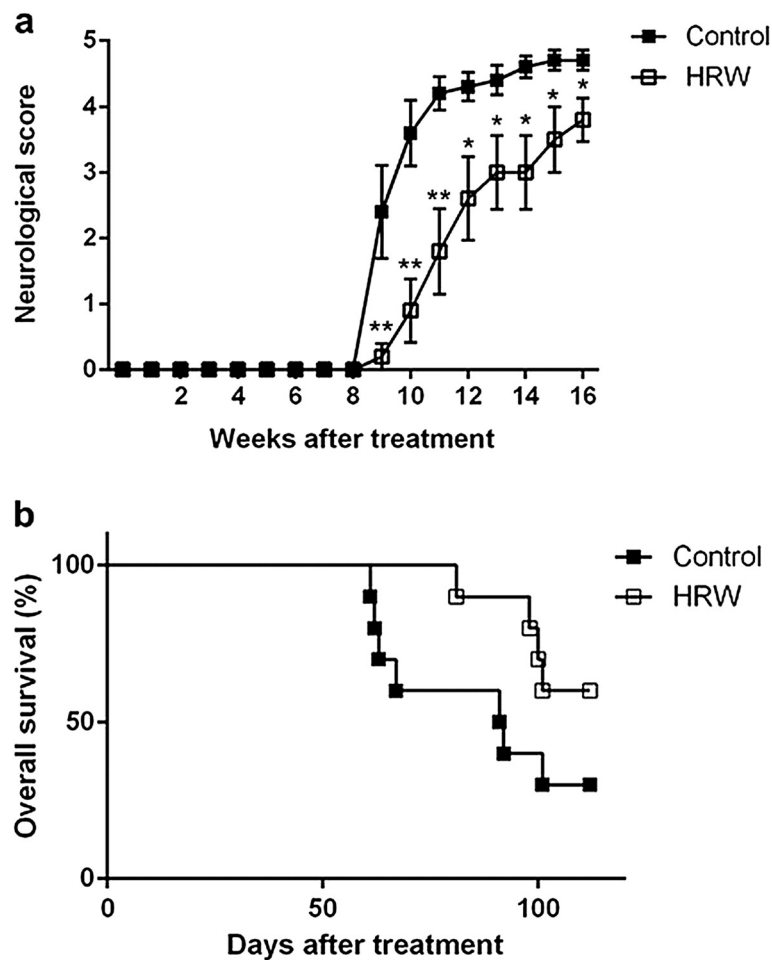 a
5
4
3
2
1
0
Neurological score
Control
HRW
** ** ** * * * * *
2 4 6 8 10 12 14 16
Weeks after treatment
b
100
50
0
Overall survival (%)
Control
HRW
0 50 100
Days after treatment